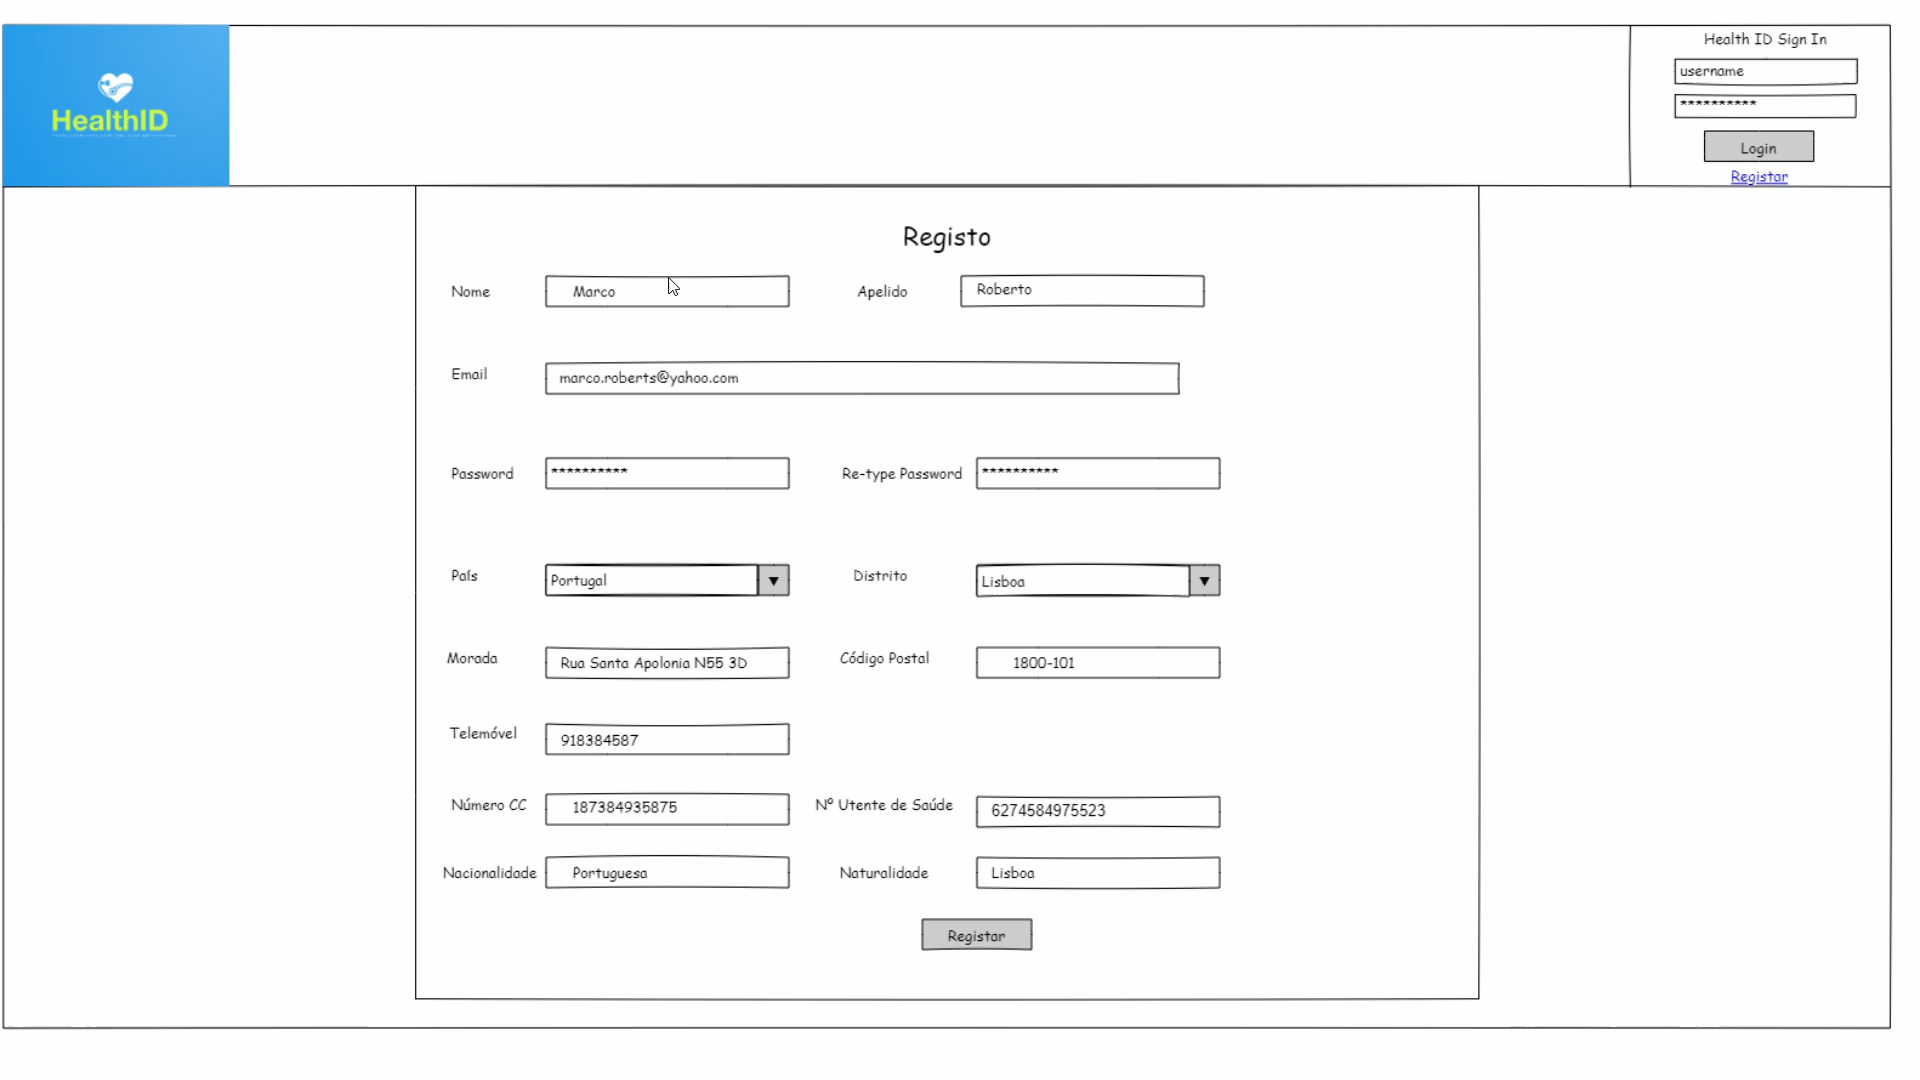 HealthID
Health ID Sign In
username
**********
Login
Registar
Registo
Nome Marco Apelido Roberto
Email marco.roberts@yahoo.com
Password ********** Re-type Password **********
País Portugal Distrito Lisboa
Morada Rua Santa Apolonia N55 3D Código Postal 1800-101
Telemóvel 918384587
Número CC 187384935875 Nº Utente de Saúde 6274584975523
Nacionalidade Portuguesa Naturalidade Lisboa
Registar